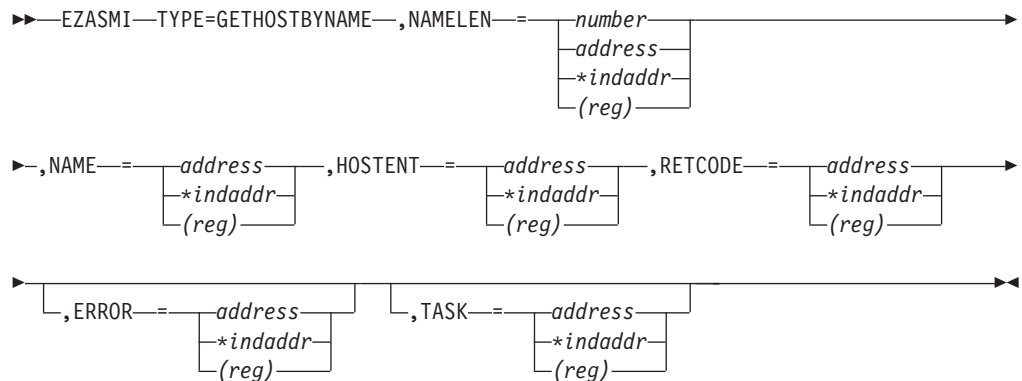 EZASMI TYPE=GETHOSTBYNAME ,NAMELEN = number
address
*indaddr
(reg)
,NAME = address ,HOSTENT = address ,RETCODE = address
*indaddr *indaddr *indaddr
(reg) (reg) (reg)
,ERROR = address ,TASK = address
*indaddr *indaddr
(reg) (reg)